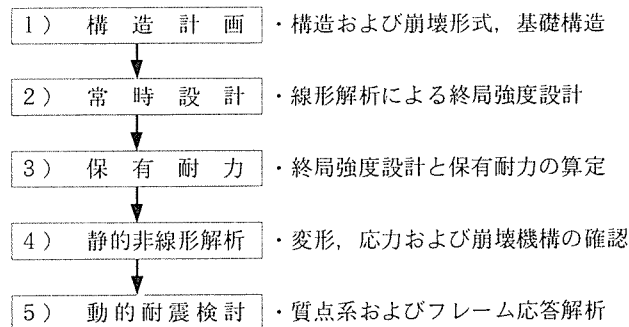 1） 構造計画 ・構造および崩壊形式，基礎構造
2） 常時設計 ・線形解析による終局強度設計
3） 保有耐力 ・終局強度設計と保有耐力の算定
4） 静的非線形解析 ・変形，応力および崩壊機構の確認
5） 動的耐震検討 ・質点系およびフレーム応答解析